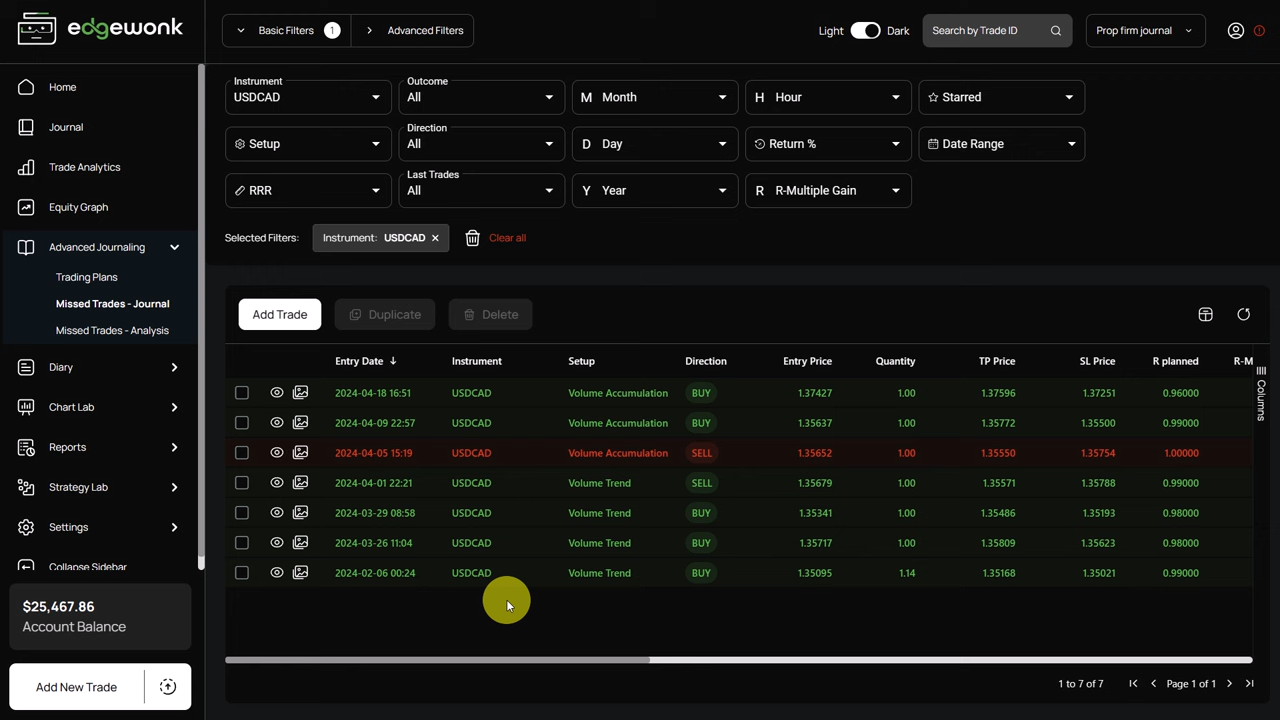 edgewonk
Basic Filters 1
Advanced Filters
Light Dark
Search by Trade ID
Prop firm journal
Home
Journal
Trade Analytics
Equity Graph
Advanced Journaling
Trading Plans
Missed Trades - Journal
Missed Trades - Analysis
Diary
Chart Lab
Reports
Strategy Lab
Settings
Collapse Sidebar
$25,467.86
Account Balance
Add New Trade
Instrument
USDCAD
Outcome
All
M Month
H Hour
Starred
Setup
Direction
All
D Day
Return %
Date Range
RRR
Last Trades
All
Y Year
R R-Multiple Gain
Selected Filters: Instrument: USDCAD Clear all
Add Trade Duplicate Delete
Entry Date Instrument Setup Direction Entry Price Quantity TP Price SL Price R planned R-M
2024-04-18 16:51 USDCAD Volume Accumulation BUY 1.37427 1.00 1.37596 1.37251 0.96000
2024-04-09 22:57 USDCAD Volume Accumulation BUY 1.35637 1.00 1.35772 1.35500 0.99000
2024-04-05 15:19 USDCAD Volume Accumulation SELL 1.35652 1.00 1.35550 1.35754 1.00000
2024-04-01 22:21 USDCAD Volume Trend SELL 1.35679 1.00 1.35571 1.35788 0.99000
2024-03-29 08:58 USDCAD Volume Trend BUY 1.35341 1.00 1.35486 1.35193 0.98000
2024-03-26 11:04 USDCAD Volume Trend BUY 1.35717 1.00 1.35809 1.35623 0.98000
2024-02-06 00:24 USDCAD Volume Trend BUY 1.35095 1.14 1.35168 1.35021 0.99000
Columns
1 to 7 of 7 Page 1 of 1